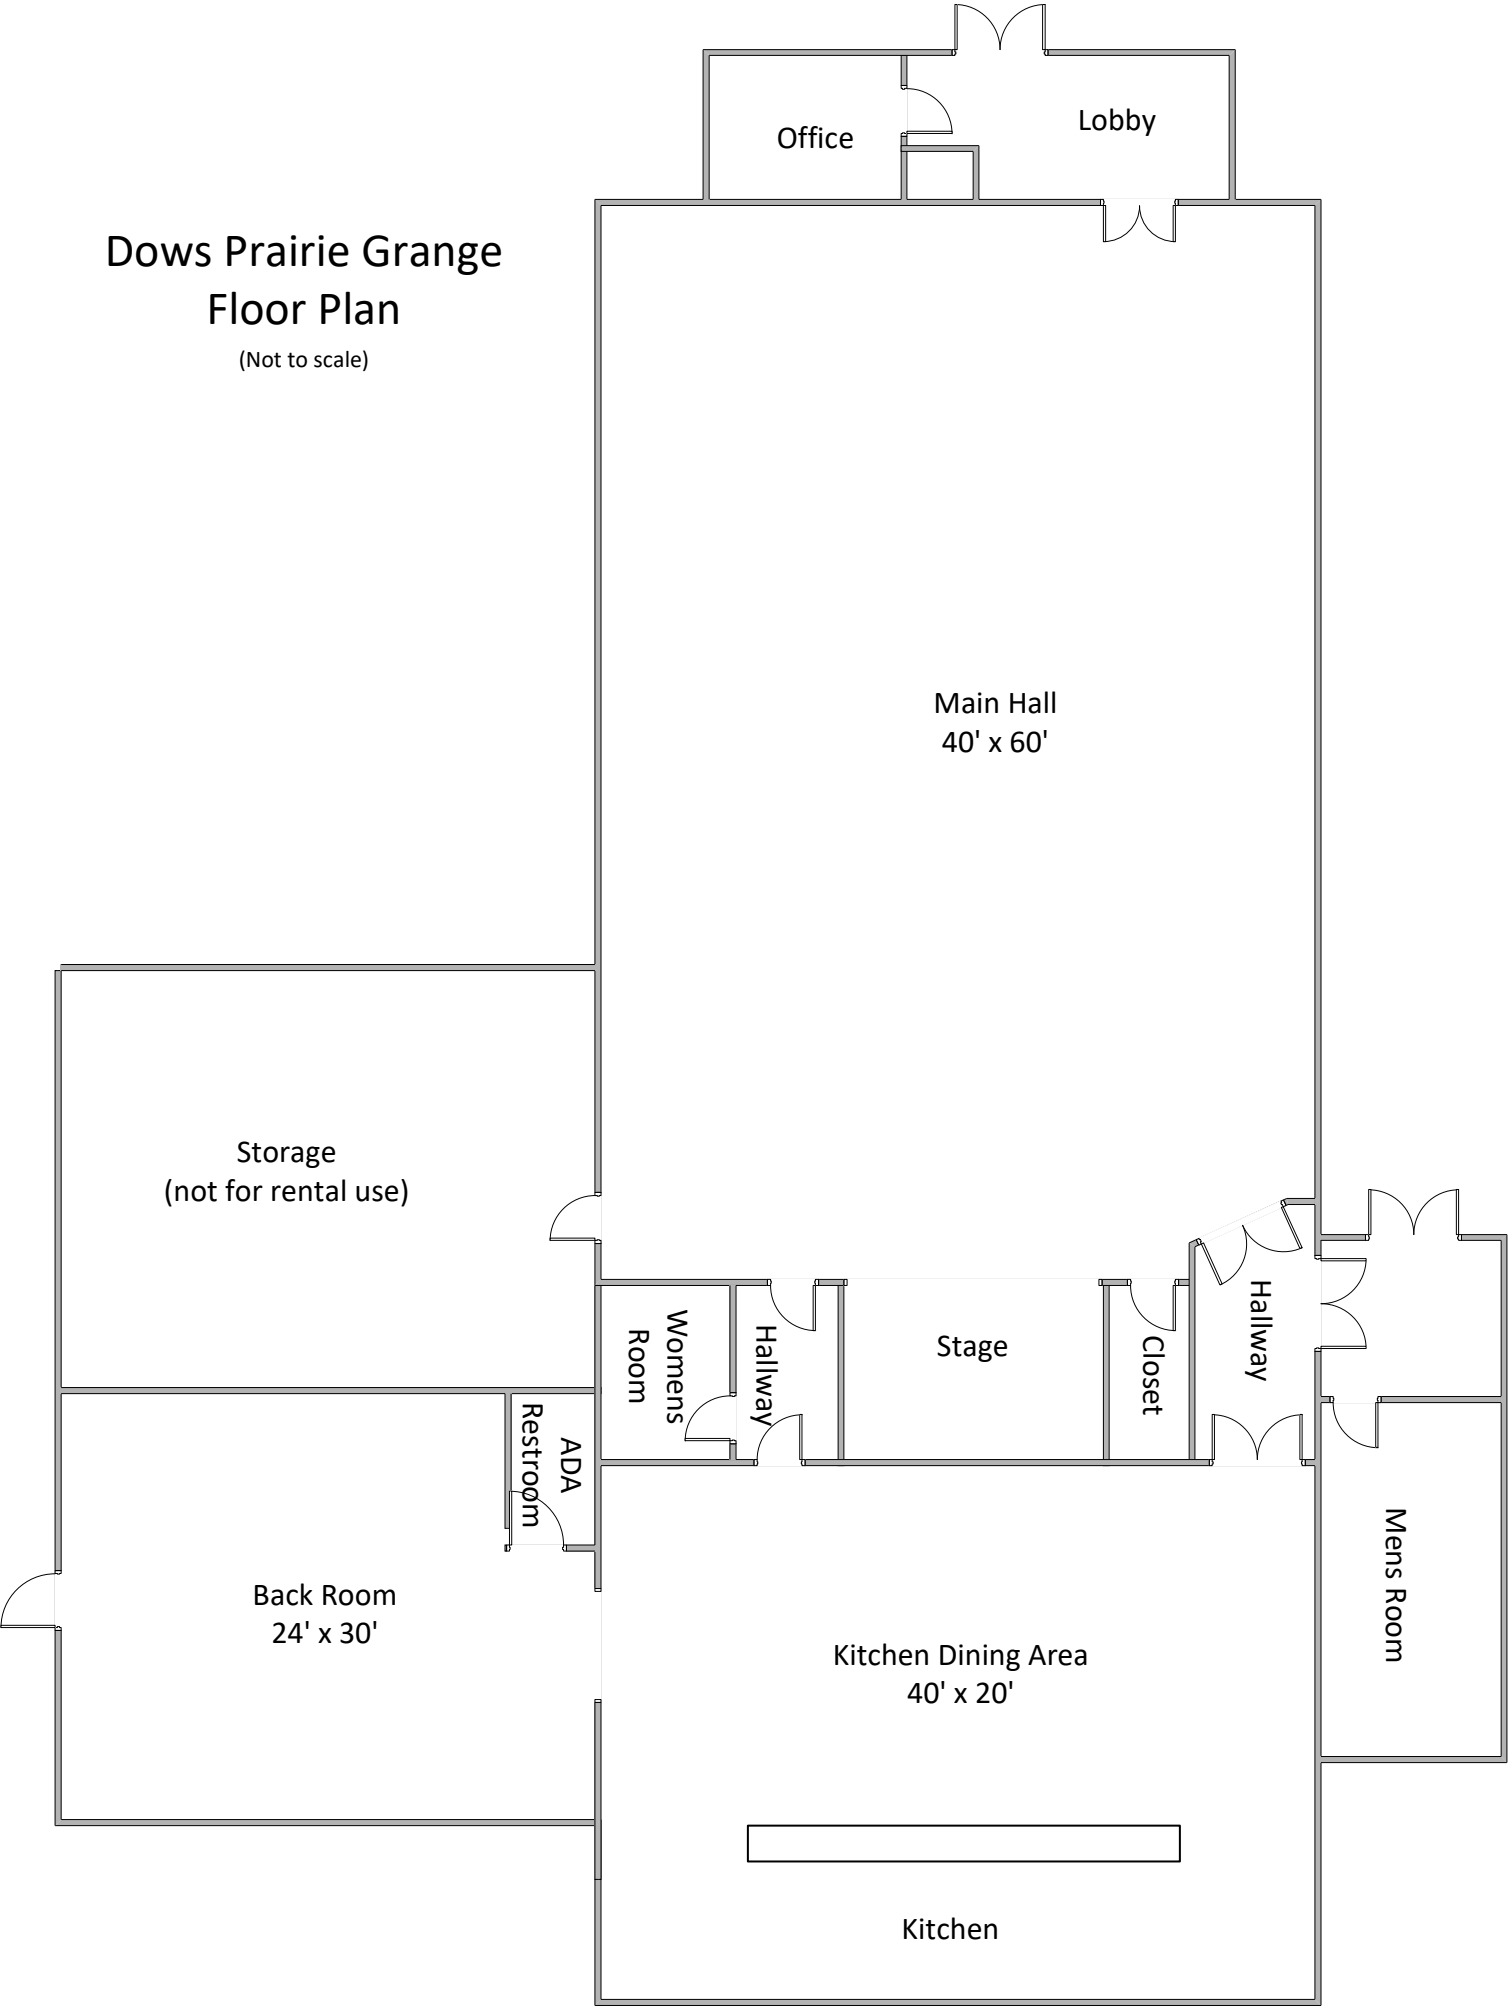 Office
Lobby
Dows Prairie Grange
Floor Plan
(Not to scale)
Main Hall
40' x 60'
Storage
(not for rental use)
Womens
Room
Hallway
Stage
Closet
Hallway
ADA
Restroom
Back Room
24' x 30'
Mens Room
Kitchen Dining Area
40' x 20'
Kitchen